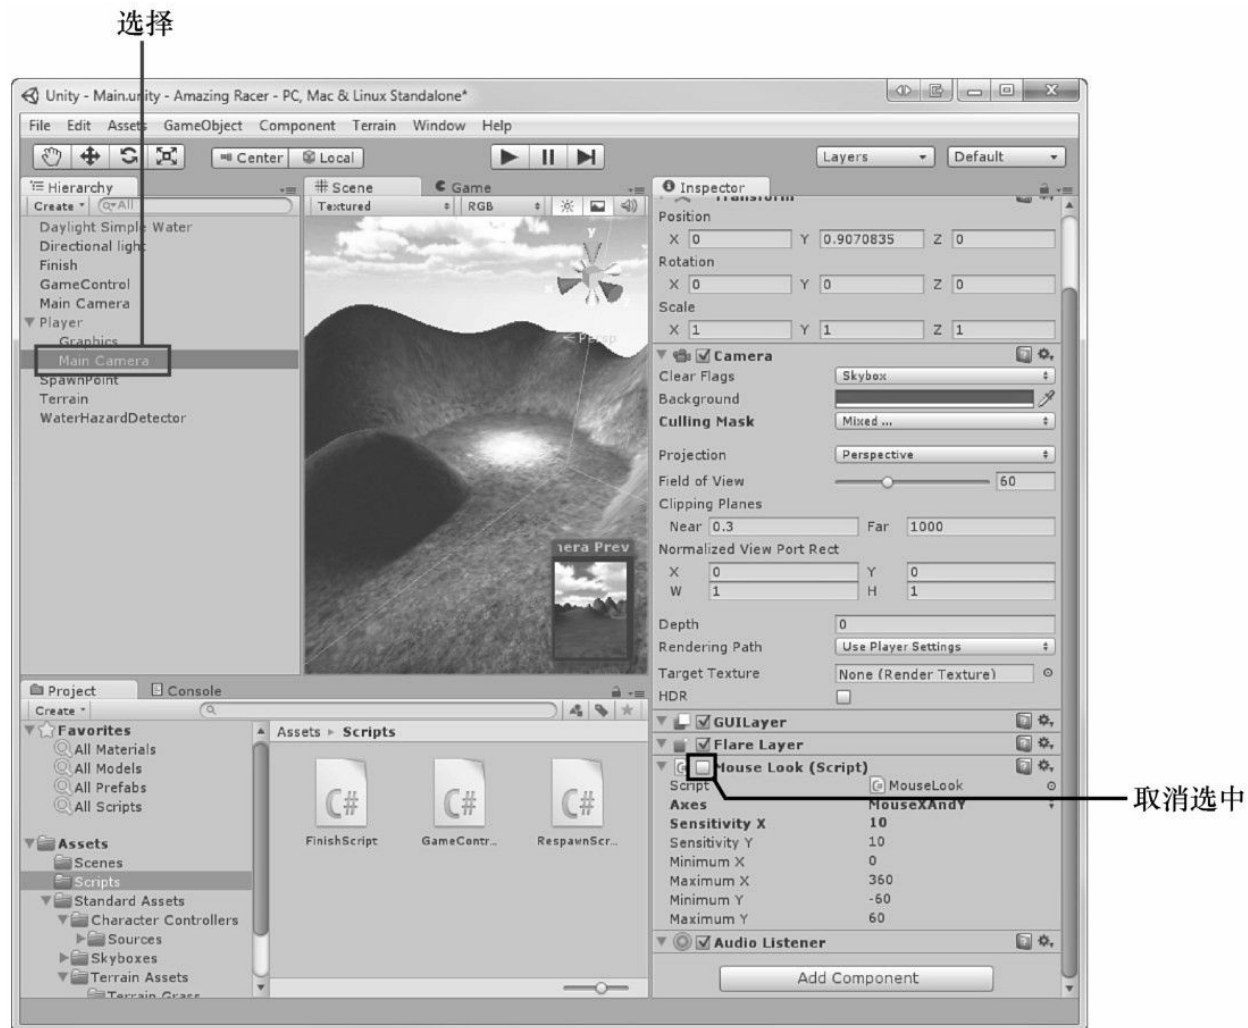 选择
Unity - Main.unity - Amazing Racer - PC, Mac & Linux Standalone*
File Edit Assets GameObject Component Terrain Window Help
Center Local Layers Default
Hierarchy
Create All
Daylight Simple Water
Directional light
Finish
GameControl
Main Camera
Player
Graphics
Main Camera
SpawnPoint
Terrain
WaterHazardDetector
Scene Game
Textured RGB
y
x
Persp
nera Prev
Inspector
Transform
Position
X 0 Y 0.9070835 Z 0
Rotation
X 0 Y 0 Z 0
Scale
X 1 Y 1 Z 1
Camera
Clear Flags Skybox
Background
Culling Mask Mixed ...
Projection Perspective
Field of View 60
Clipping Planes
Near 0.3 Far 1000
Normalized View Port Rect
X 0 Y 0
W 1 H 1
Depth 0
Rendering Path Use Player Settings
Target Texture None (Render Texture)
HDR
GUILayer
Flare Layer
Mouse Look (Script)
Script MouseLook
Axes MouseXAndY
Sensitivity X 10
Sensitivity Y 10
Minimum X 0
Maximum X 360
Minimum Y -60
Maximum Y 60
Audio Listener
Add Component
取消选中
Project Console
Create
Favorites
All Materials
All Models
All Prefabs
All Scripts
Assets
Scenes
Scripts
Standard Assets
Character Controllers
Sources
Skyboxes
Terrain Assets
Terrain Grass
Assets ▸ Scripts
C# C# C#
FinishScript GameContr... RespawnScr...